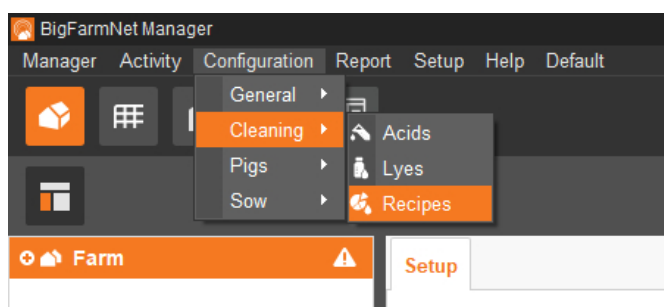 BigFarmNet Manager
Manager Activity Configuration Report Setup Help Default
General
Cleaning
Pigs
Sow
Acids
Lyes
Recipes
Farm
Setup